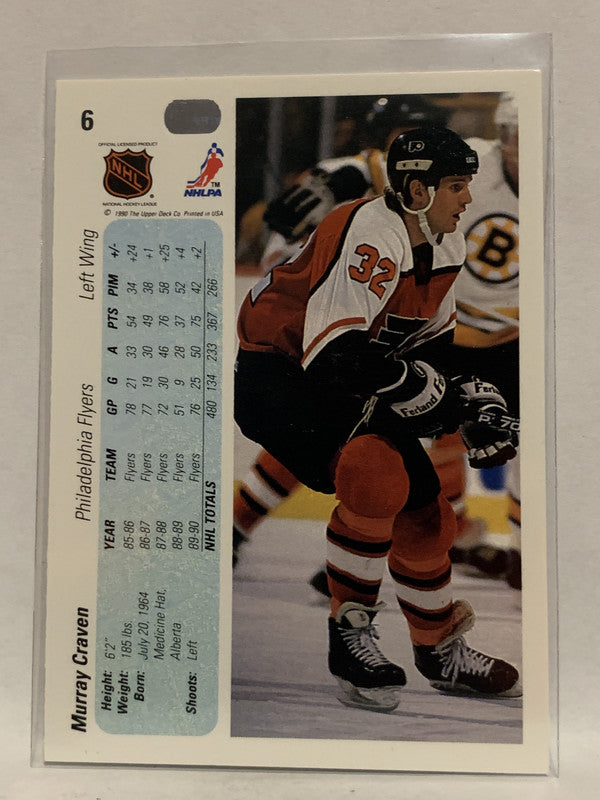 6
OFFICIAL LICENSED PRODUCT
NHL
NATIONAL HOCKEY LEAGUE
NHLPA
TM
© 1990 The Upper Deck Co. Printed in USA
Murray Craven Philadelphia Flyers Left Wing
Height: 6'2"
Weight: 185 lbs.
Born: July 20, 1964
Medicine Hat,
Alberta
Shoots: Left
YEAR TEAM GP G A PTS PIM +/-
85-86 Flyers 78 21 33 54 34 +24
86-87 Flyers 77 19 30 49 38 +1
87-88 Flyers 72 30 46 76 58 +25
88-89 Flyers 51 9 28 37 52 +4
89-90 Flyers 76 25 50 75 42 +2
NHL TOTALS 480 134 233 367 266
32
B
Ferland
Ferland